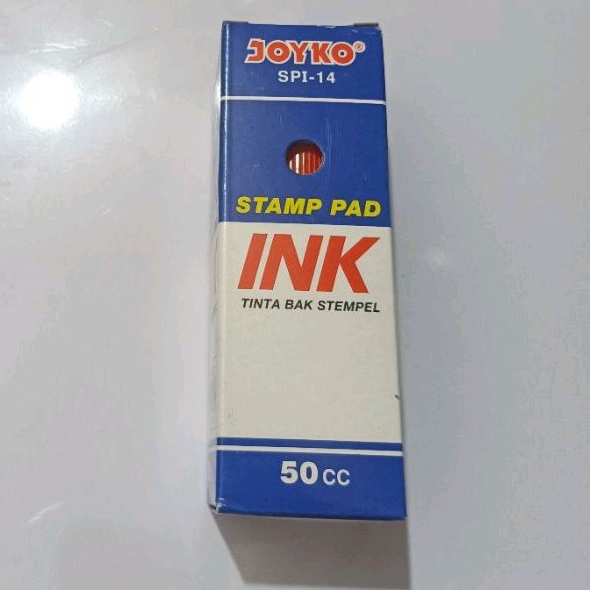 JOYKO®
SPI-14
STAMP PAD
INK
TINTA BAK STEMPEL
50 CC